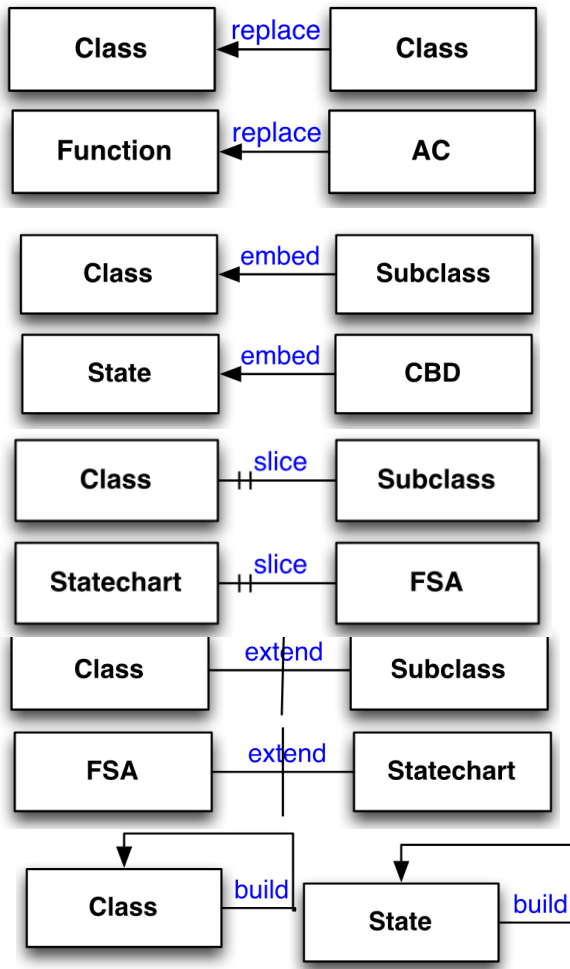 Class replace Class
Function replace AC
Class embed Subclass
State embed CBD
Class slice Subclass
Statechart slice FSA
Class extend Subclass
FSA extend Statechart
Class build State build